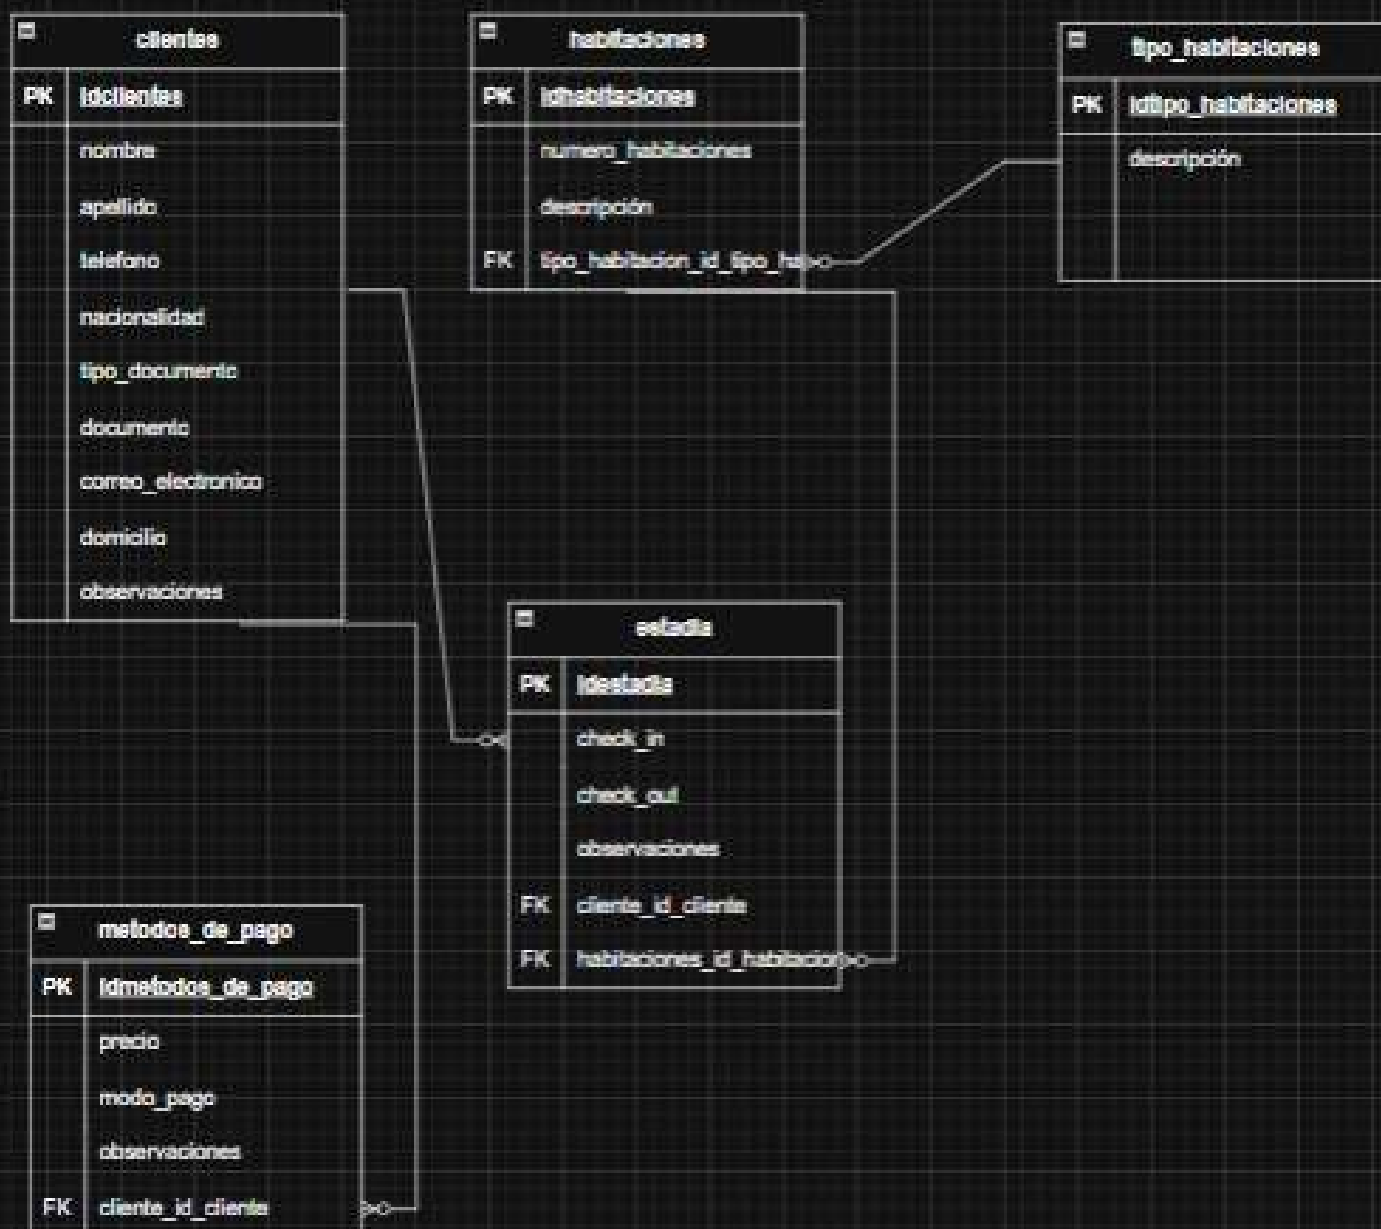 clientes
PK idclientes
nombre
apellido
telefono
nacionalidad
tipo_documento
documento
correo_electronico
domicilio
observaciones
habitaciones
PK idhabitaciones
numero_habitaciones
descripción
FK tipo_habitacion_id_tipo_ha
tipo_habitaciones
PK idtipo_habitaciones
descripción
estadia
PK idestadia
check_in
check_out
observaciones
FK cliente_id_cliente
FK habitaciones_id_habitacion
metodos_de_pago
PK idmetodos_de_pago
precio
modo_pago
observaciones
FK cliente_id_cliente